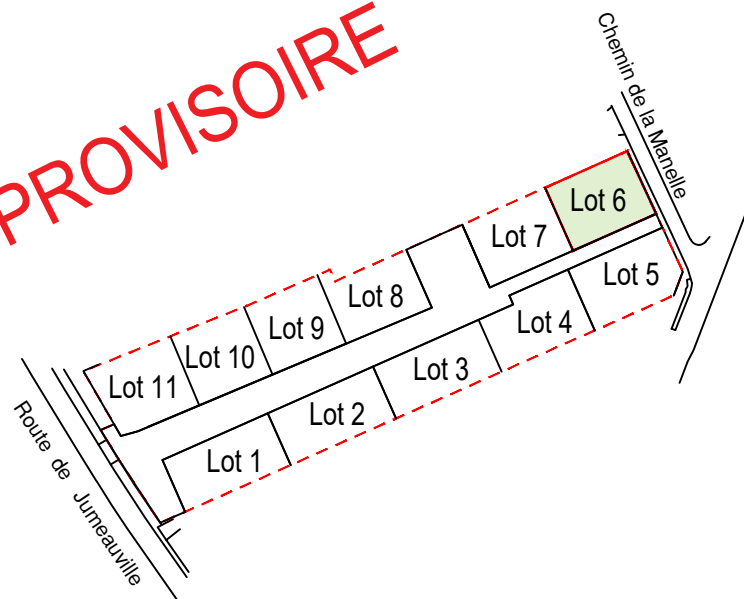 PROVISOIRE
Chemin de la Manelle
Lot 6
Lot 7
Lot 5
Lot 8
Lot 4
Lot 9
Lot 10
Lot 3
Lot 11
Lot 2
Lot 1
Route de Jumeauville